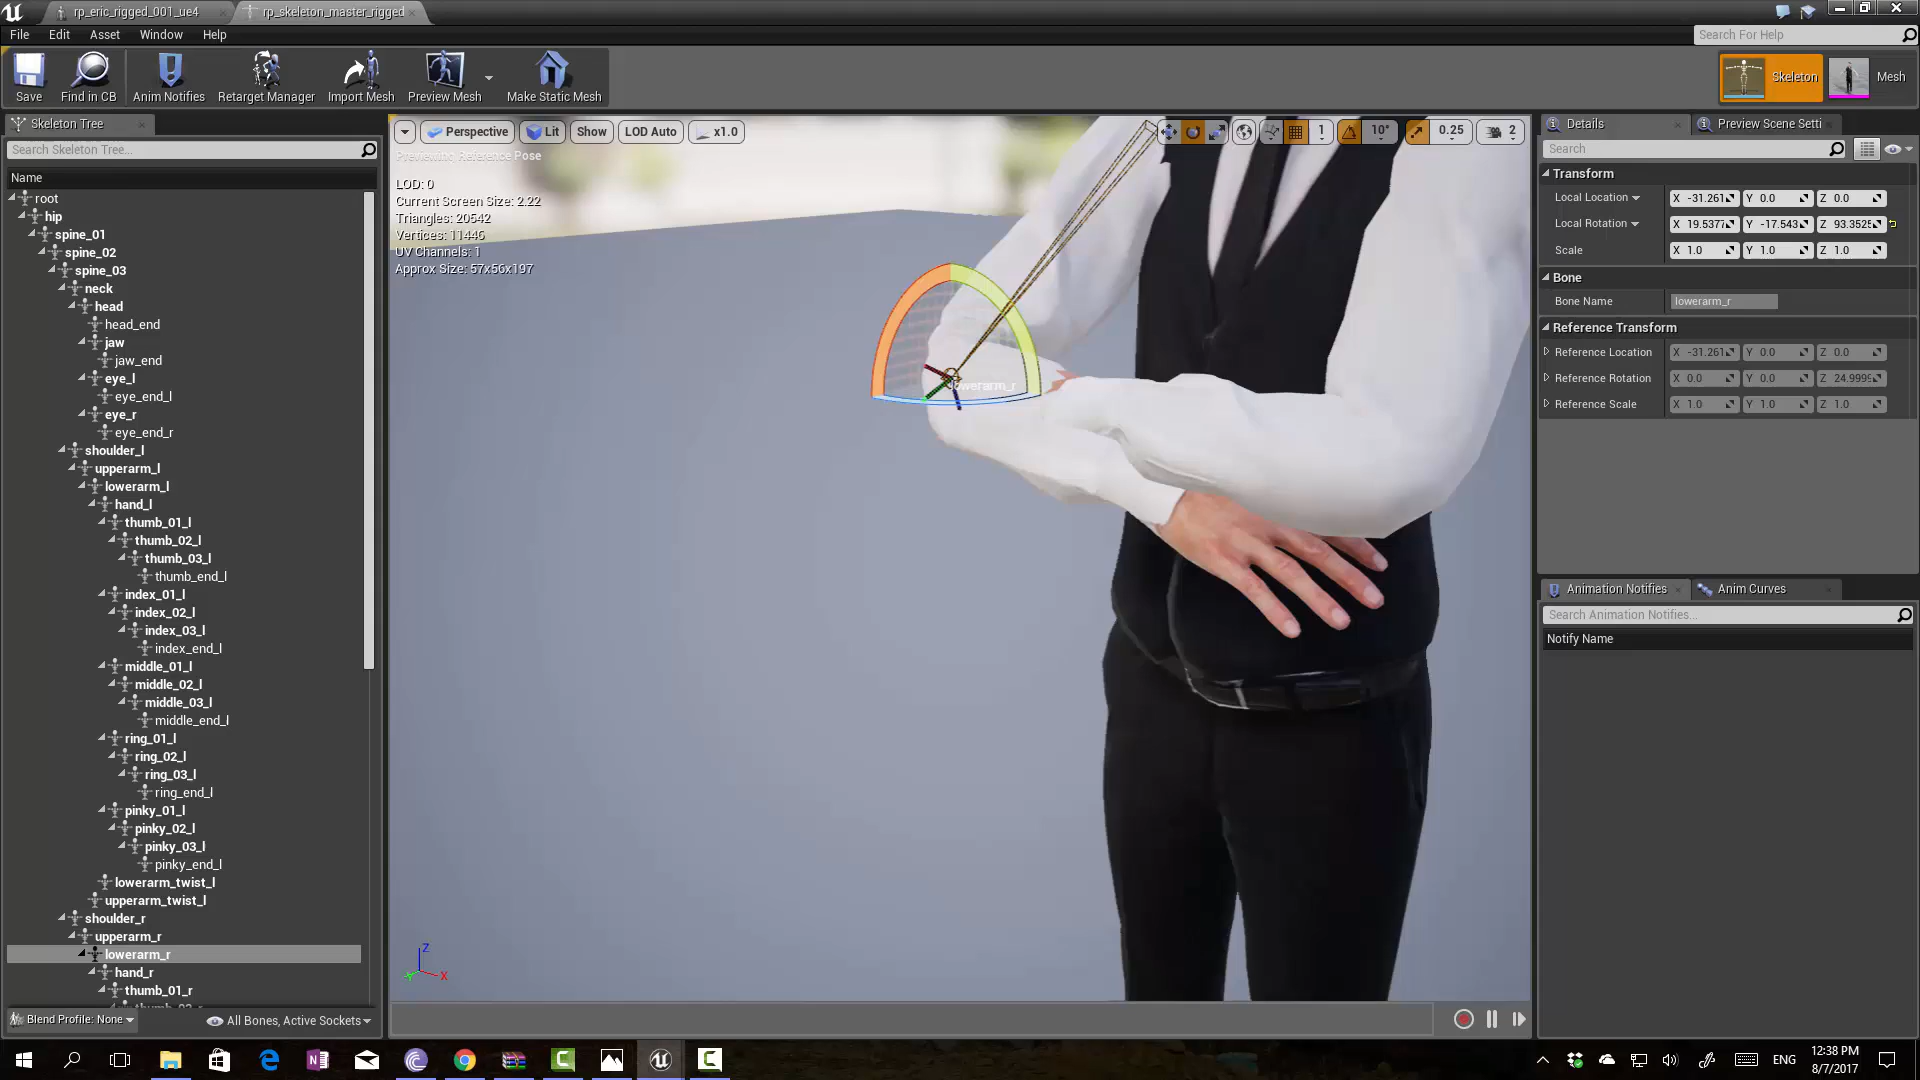 rp_eric_rigged_001_ue4
rp_skeleton_master_rigged
File Edit Asset Window Help
Search For Help
Save
Find in CB
Anim Notifies
Retarget Manager
Import Mesh
Preview Mesh
Make Static Mesh
Skeleton
Mesh
Skeleton Tree
Search Skeleton Tree...
Name
root
hip
spine_01
spine_02
spine_03
neck
head
head_end
jaw
jaw_end
eye_l
eye_end_l
eye_r
eye_end_r
shoulder_l
upperarm_l
lowerarm_l
hand_l
thumb_01_l
thumb_02_l
thumb_03_l
thumb_end_l
index_01_l
index_02_l
index_03_l
index_end_l
middle_01_l
middle_02_l
middle_03_l
middle_end_l
ring_01_l
ring_02_l
ring_03_l
ring_end_l
pinky_01_l
pinky_02_l
pinky_03_l
pinky_end_l
lowerarm_twist_l
upperarm_twist_l
shoulder_r
upperarm_r
lowerarm_r
hand_r
thumb_01_r
Blend Profile: None
All Bones, Active Sockets
Perspective Lit Show LOD Auto x1.0
1 10° 0.25 2
Previewing Reference Pose
LOD: 0
Current Screen Size: 2.22
Triangles: 20542
Vertices: 11446
UV Channels: 1
Approx Size: 57x56x197
lowerarm_r
Z
X
Details
Preview Scene Setti
Search
Transform
Local Location X -31.261 Y 0.0 Z 0.0
Local Rotation X 19.5377 Y -17.543 Z 93.3525
Scale X 1.0 Y 1.0 Z 1.0
Bone
Bone Name lowerarm_r
Reference Transform
Reference Location X -31.261 Y 0.0 Z 0.0
Reference Rotation X 0.0 Y 0.0 Z 24.9999
Reference Scale X 1.0 Y 1.0 Z 1.0
Animation Notifies
Anim Curves
Search Animation Notifies...
Notify Name
ENG
12:38 PM
8/7/2017